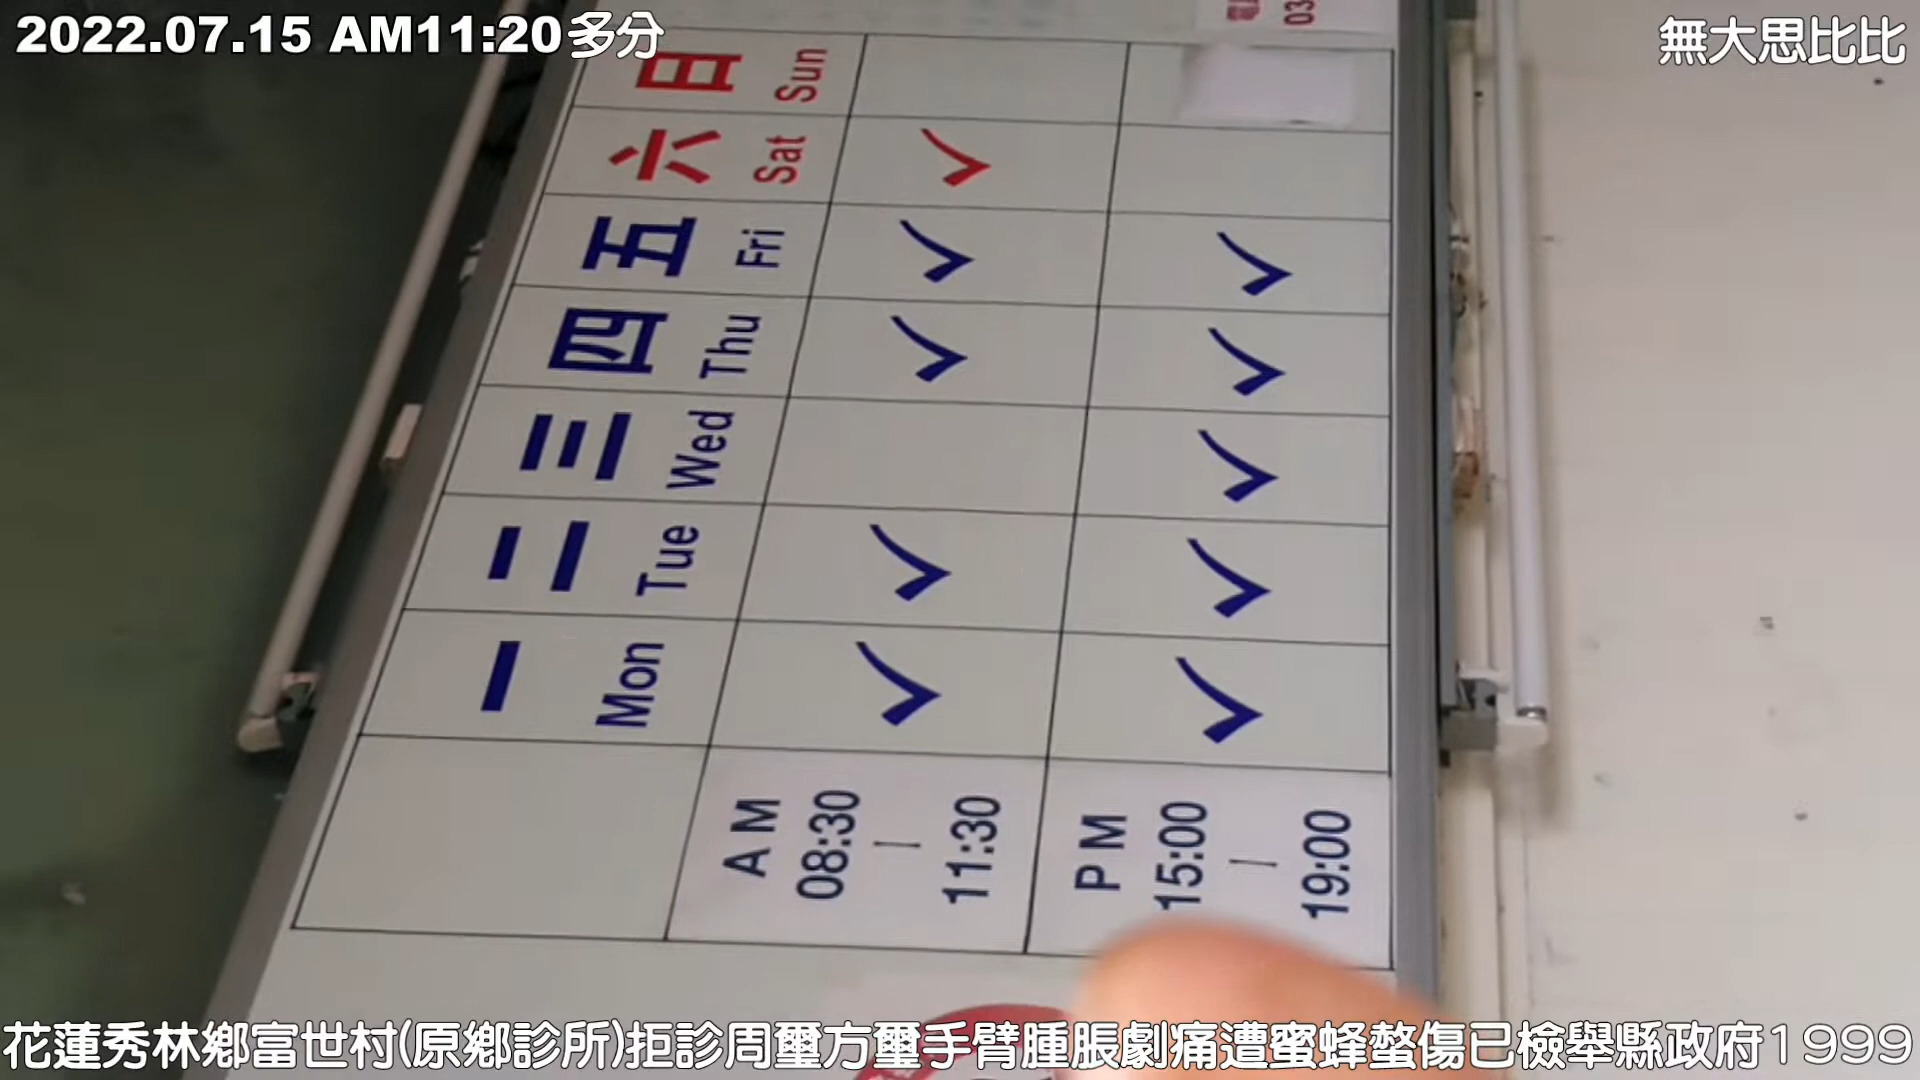 2022.07.15 AM11:20多分
無大思比比
03
一 二 三 四 五 六 日
Mon Tue Wed Thu Fri Sat Sun
AM 08:30 | 11:30 ✓ ✓ ✓ ✓ ✓
PM 15:00 | 19:00 ✓ ✓ ✓ ✓ ✓
花蓮秀林鄉富世村(原鄉診所)拒診周璽方璽手臂腫脹劇痛遭蜜蜂螫傷已檢舉縣政府1999